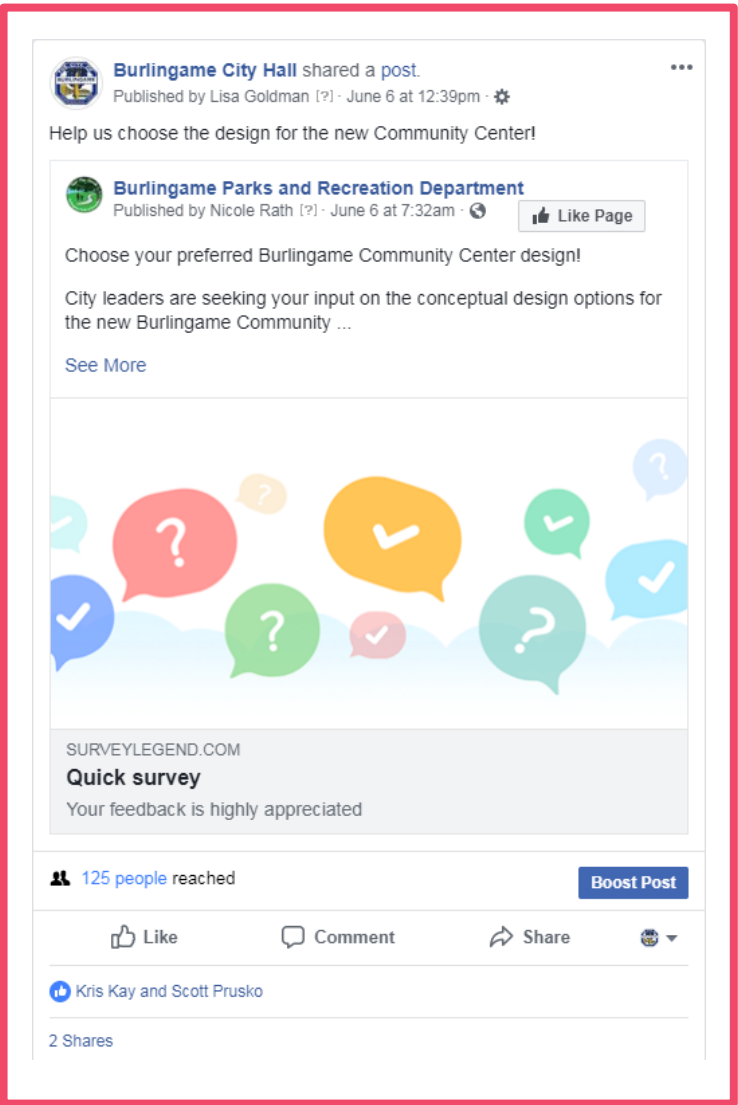 Burlingame City Hall shared a post.
Published by Lisa Goldman [?] · June 6 at 12:39pm ·
Help us choose the design for the new Community Center!
Burlingame Parks and Recreation Department
Published by Nicole Rath [?] · June 6 at 7:32am ·
Like Page
Choose your preferred Burlingame Community Center design!
City leaders are seeking your input on the conceptual design options for
the new Burlingame Community ...
See More
SURVEYLEGEND.COM
Quick survey
Your feedback is highly appreciated
125 people reached
Boost Post
Like Comment Share
Kris Kay and Scott Prusko
2 Shares